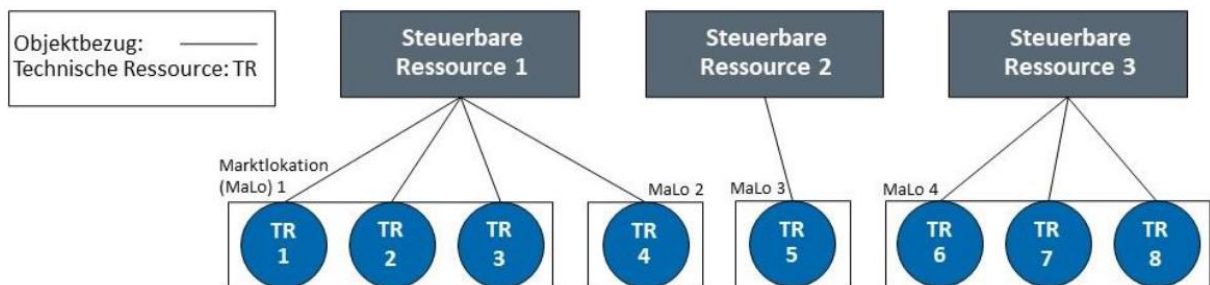 Objektbezug:
Technische Ressource: TR
Steuerbare
Ressource 1
Steuerbare
Ressource 2
Steuerbare
Ressource 3
Marktlokation
(MaLo) 1
MaLo 2
MaLo 3
MaLo 4
TR
1
TR
2
TR
3
TR
4
TR
5
TR
6
TR
7
TR
8